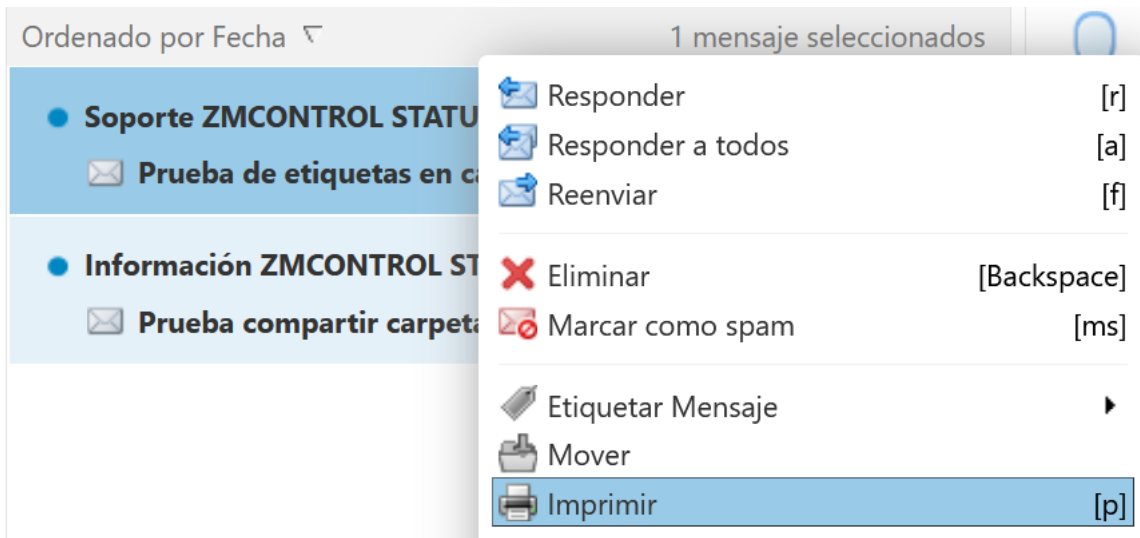 Ordenado por Fecha
1 mensaje seleccionados
Soporte ZMCONTROL STATU
Prueba de etiquetas en
Información ZMCONTROL ST
Prueba compartir carpeta
Responder [r]
Responder a todos [a]
Reenviar [f]
Eliminar [Backspace]
Marcar como spam [ms]
Etiquetar Mensaje
Mover
Imprimir [p]